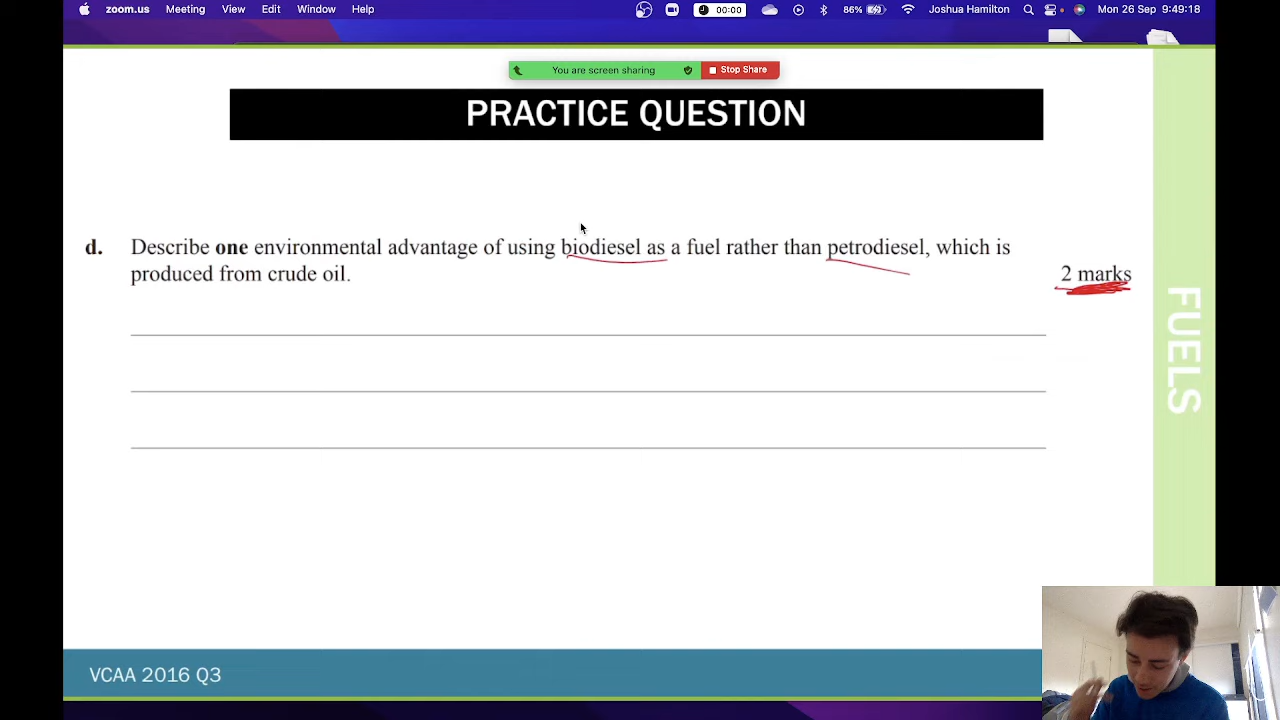 zoom.us Meeting View Edit Window Help 00:00 86% Joshua Hamilton Mon 26 Sep 9:49:18
You are screen sharing Stop Share
PRACTICE QUESTION
d. Describe one environmental advantage of using biodiesel as a fuel rather than petrodiesel, which is
produced from crude oil.
2 marks
FUELS
VCAA 2016 Q3